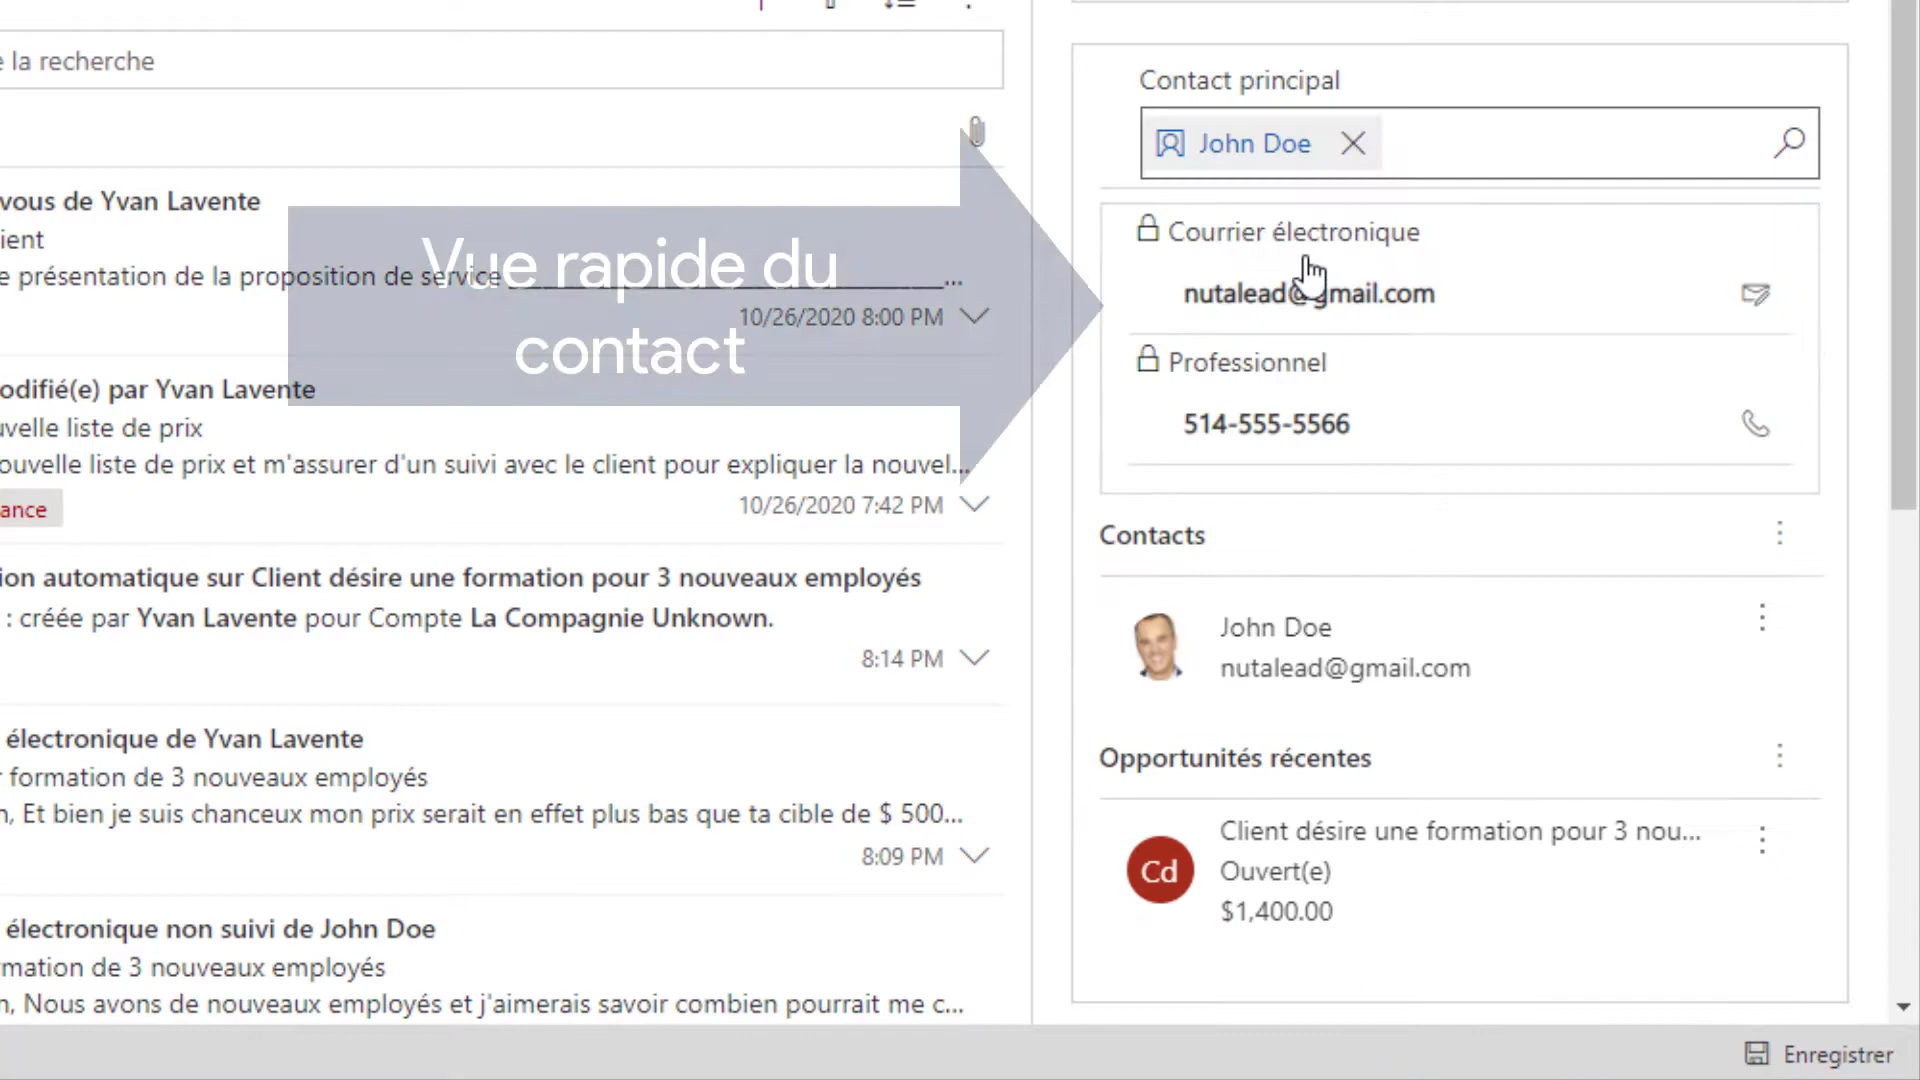 e la recherche
vous de Yvan Lavente
ient
e présentation de la proposition de service ...
10/26/2020 8:00 PM
odifié(e) par Yvan Lavente
uvelle liste de prix
ouvelle liste de prix et m'assurer d'un suivi avec le client pour expliquer la nouvel...
ance
10/26/2020 7:42 PM
ion automatique sur Client désire une formation pour 3 nouveaux employés
: créée par Yvan Lavente pour Compte La Compagnie Unknown.
8:14 PM
électronique de Yvan Lavente
r formation de 3 nouveaux employés
n, Et bien je suis chanceux mon prix serait en effet plus bas que ta cible de $ 500...
8:09 PM
électronique non suivi de John Doe
rmation de 3 nouveaux employés
n, Nous avons de nouveaux employés et j'aimerais savoir combien pourrait me c...
Vue rapide du
contact
Contact principal
John Doe
Courrier électronique
nutalead@gmail.com
Professionnel
514-555-5566
Contacts
John Doe
nutalead@gmail.com
Opportunités récentes
Cd
Client désire une formation pour 3 nou...
Ouvert(e)
$1,400.00
Enregistrer